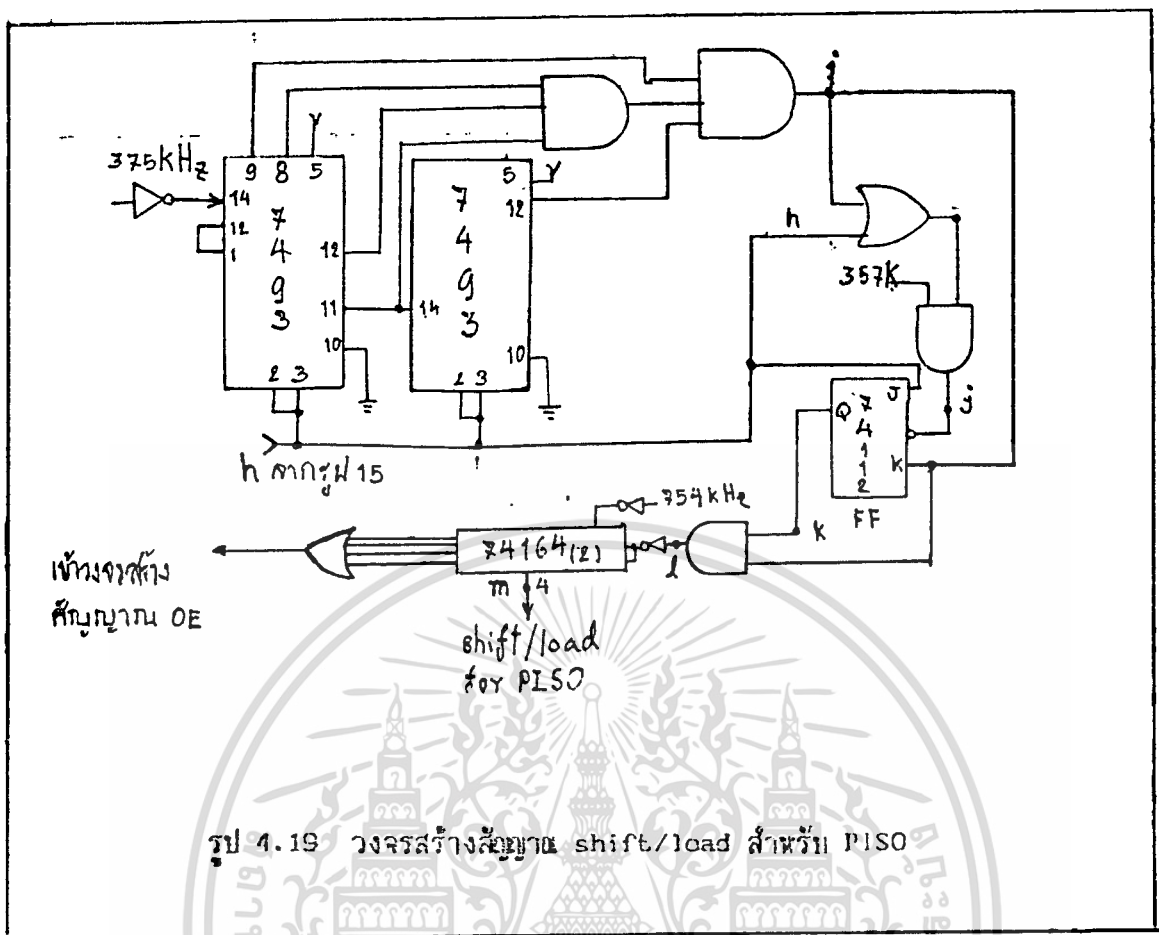 375kHz
9 8 5 V
14
12
1
7
4
9
3
12
11
10
2 3
5 V
12
7
4
9
3
14
10
2 3
j
h
357K
J
Q 7
4
1
1 K
2
FF
j
h จากรูป 15
754kHz
74164(2)
l
k
m 4
shift/load
for PISO
เข้าวงจรสร้าง
สัญญาณ OE
รูป 4.19 วงจรสร้างสัญญาณ shift/load สำหรับ PISO